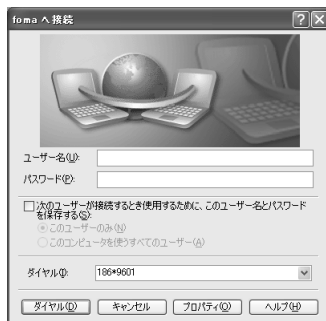 foma へ接続
ユーザー名(U):
パスワード(P):
次のユーザーが接続するとき使用するために、このユーザー名とパスワード
を保存する(S):
このユーザーのみ(N)
このコンピュータを使うすべてのユーザー(A)
ダイヤル(I): 186*9601
ダイヤル(D) キャンセル プロパティ(O) ヘルプ(H)